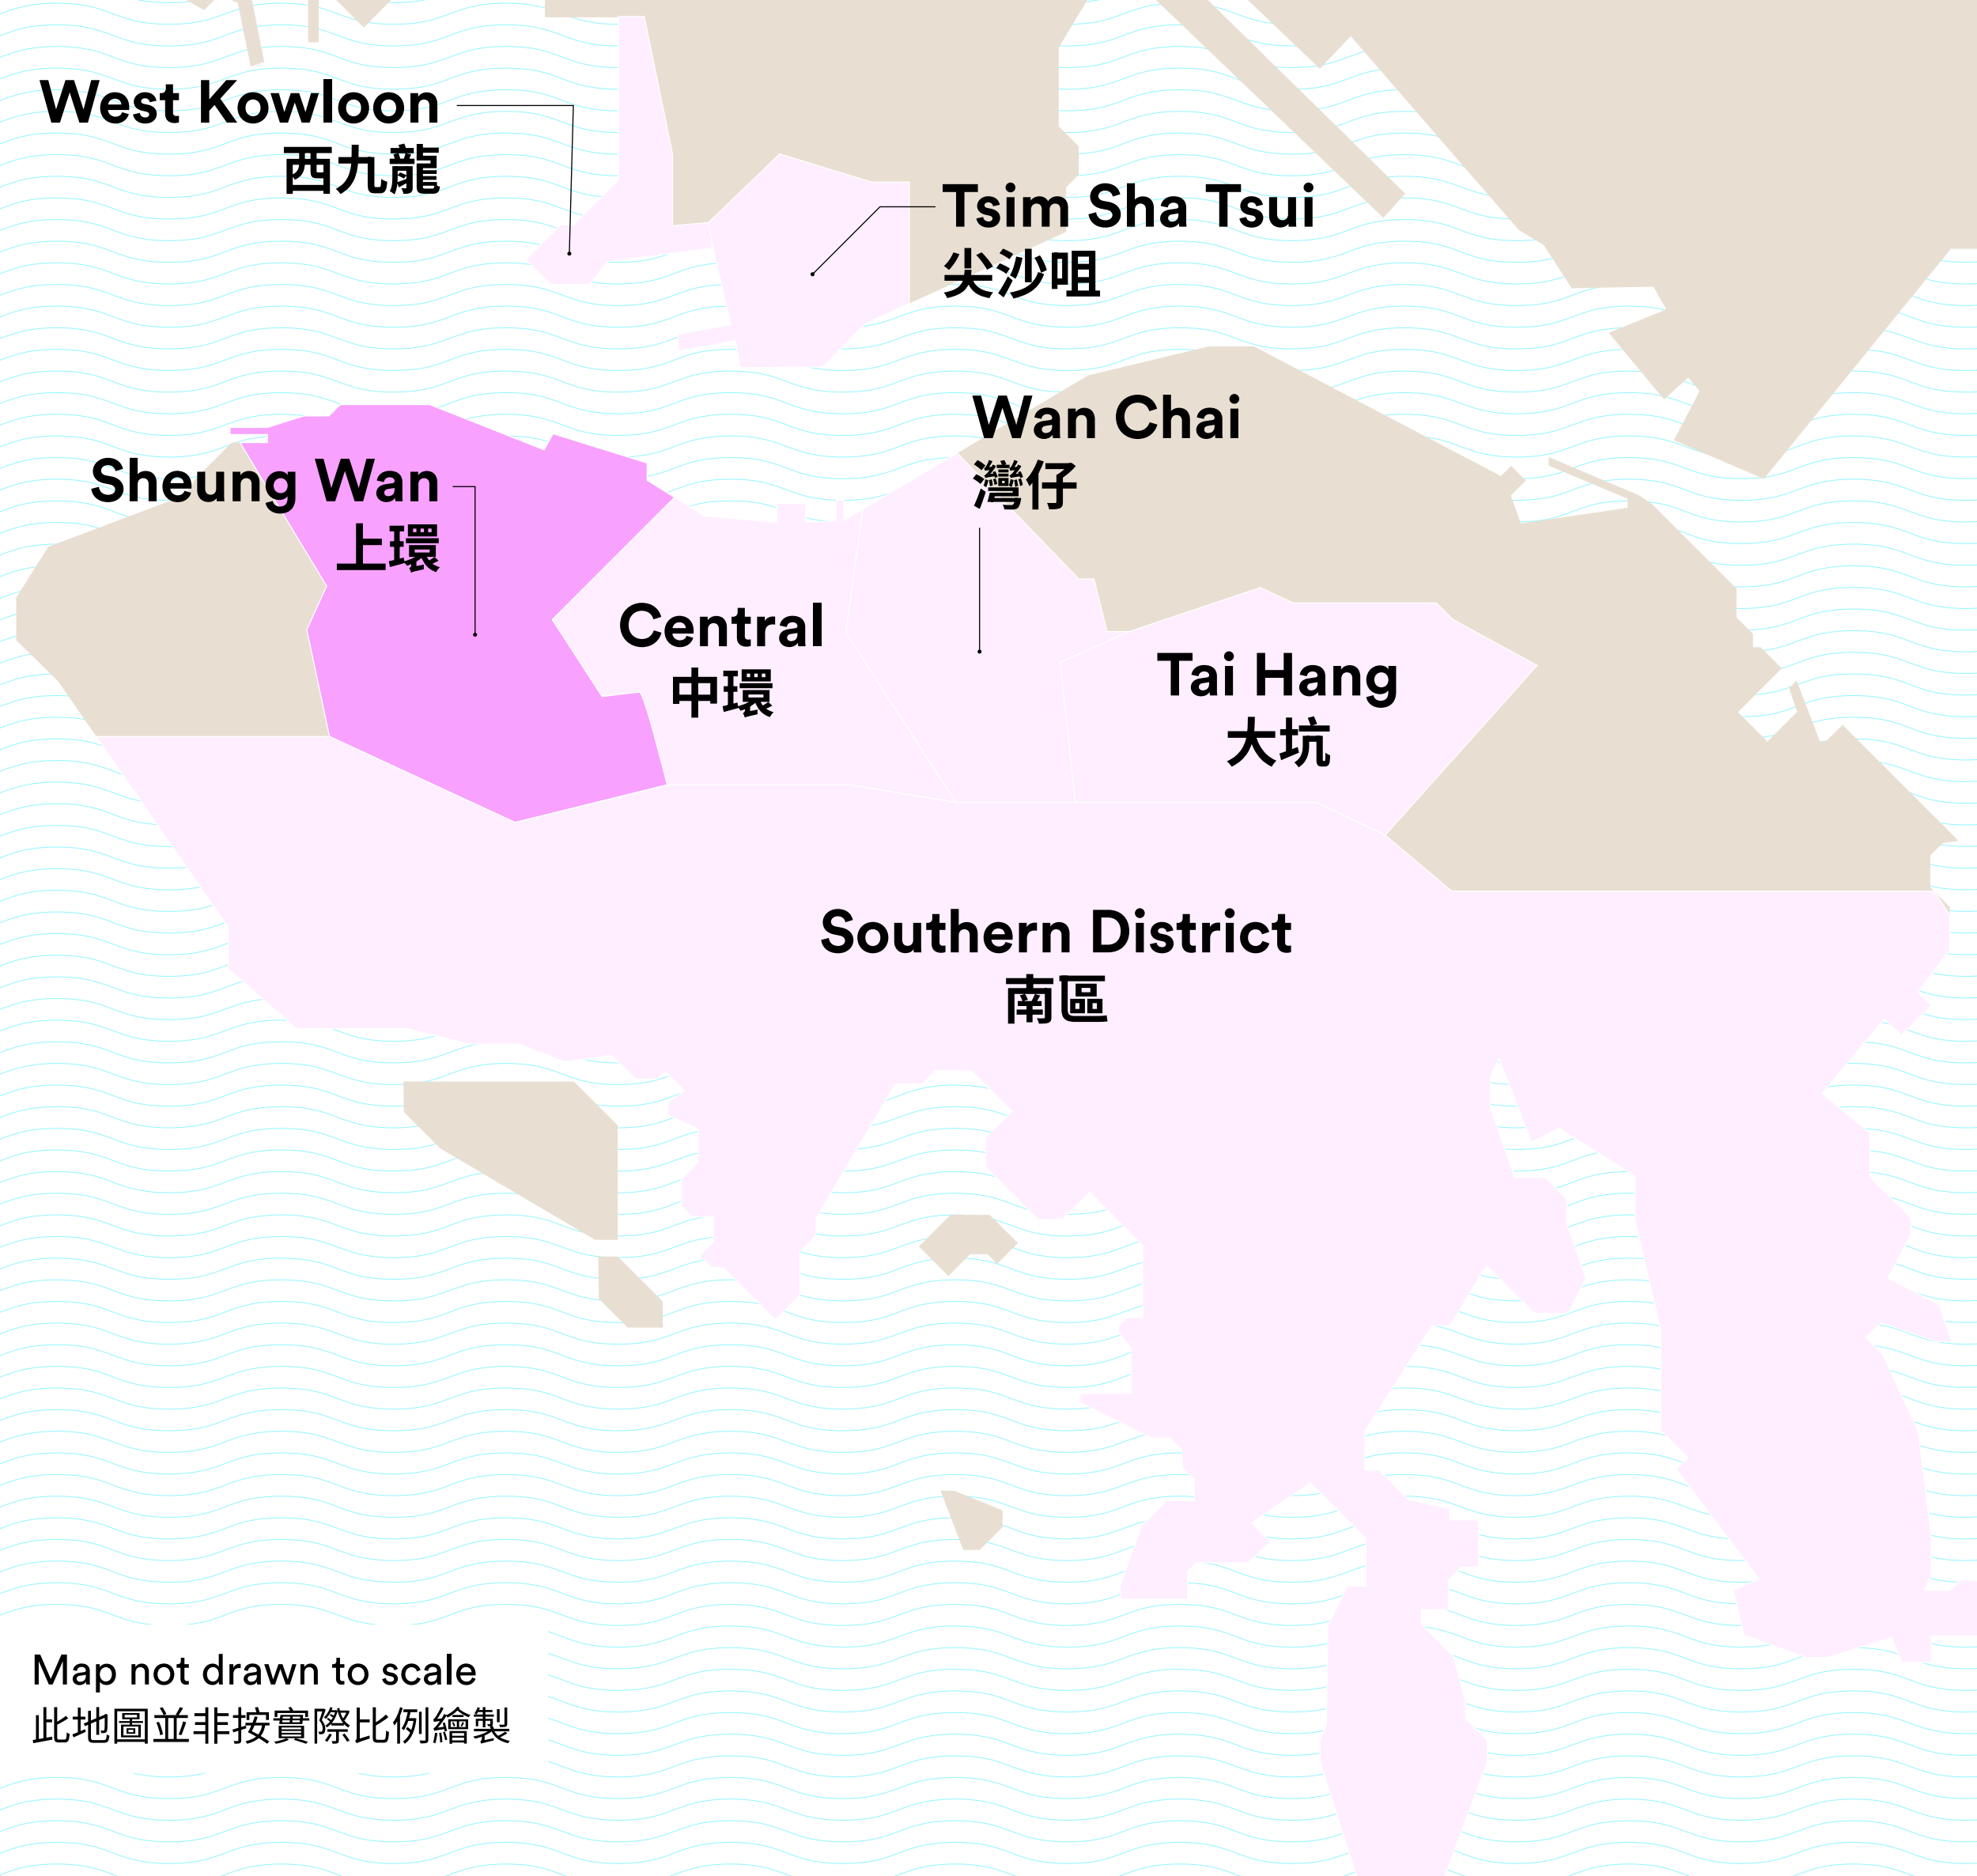 West Kowloon
西九龍
Tsim Sha Tsui
尖沙咀
Wan Chai
灣仔
Sheung Wan
上環
Central
中環
Tai Hang
大坑
Southern District
南區
Map not drawn to scale
此地圖並非按實際比例繪製